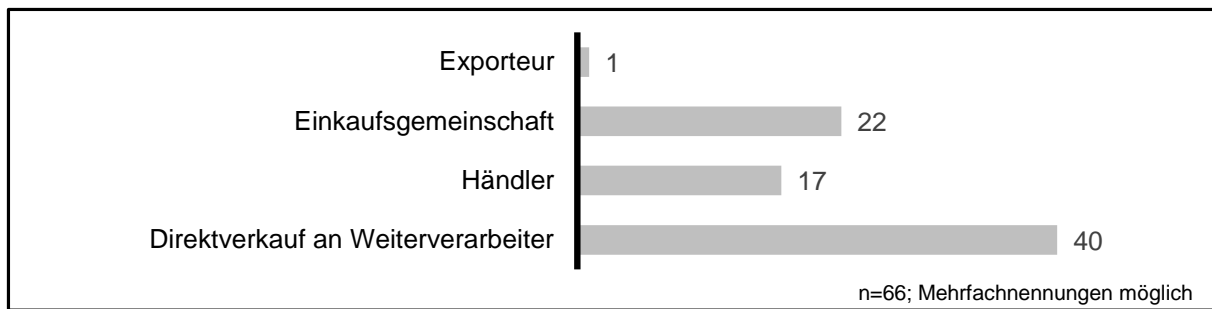 Exporteur 1
Einkaufsgemeinschaft 22
Händler 17
Direktverkauf an Weiterverarbeiter 40
n=66; Mehrfachnennungen möglich